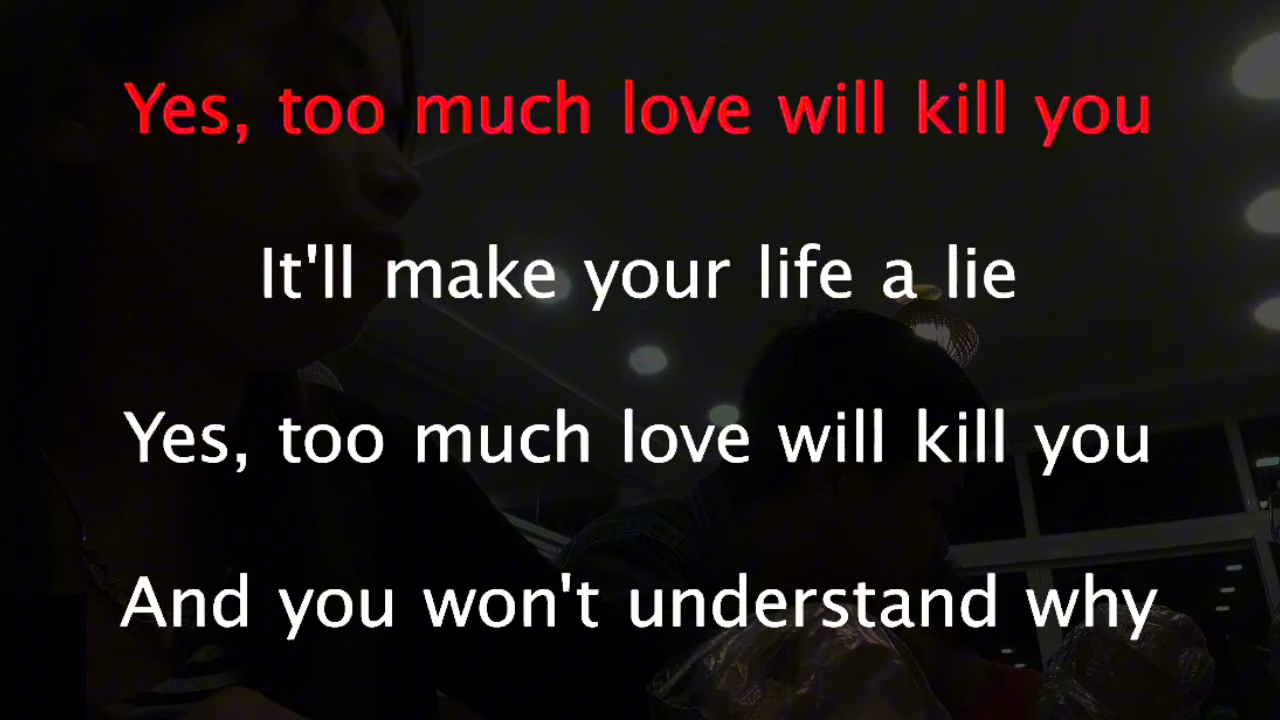 Yes, too much love will kill you
It'll make your life a lie
Yes, too much love will kill you
And you won't understand why